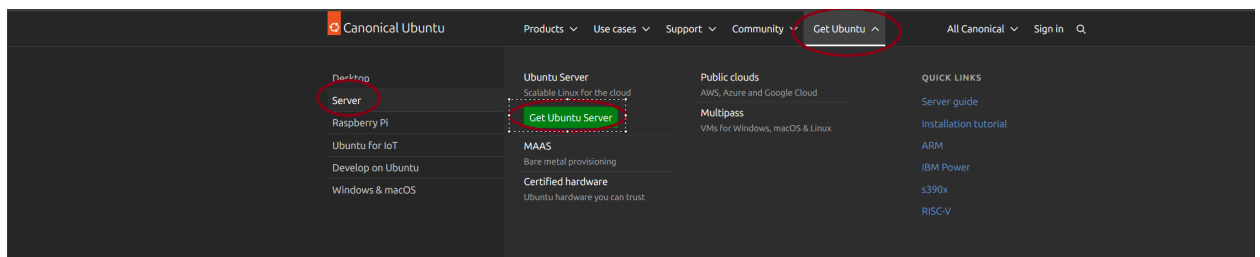 Canonical Ubuntu
Products
Use cases
Support
Community
Get Ubuntu
All Canonical
Sign in
Desktop
Server
Raspberry Pi
Ubuntu for IoT
Develop on Ubuntu
Windows & macOS
Ubuntu Server
Scalable Linux for the cloud
Get Ubuntu Server
MAAS
Bare metal provisioning
Certified hardware
Ubuntu hardware you can trust
Public clouds
AWS, Azure and Google Cloud
Multipass
VMs for Windows, macOS & Linux
QUICK LINKS
Server guide
Installation tutorial
ARM
IBM Power
s390x
RISC-V